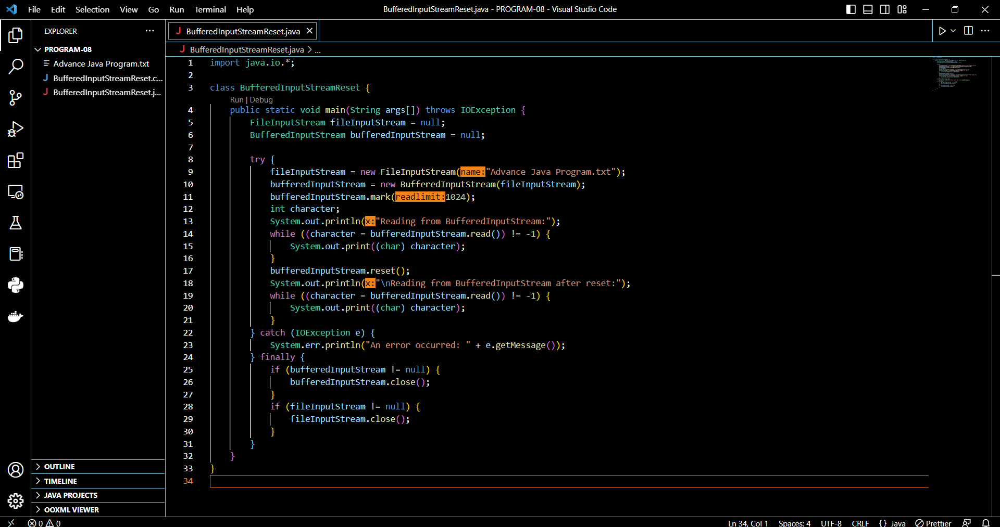 File Edit Selection View Go Run Terminal Help
BufferedInputStreamReset.java - PROGRAM-08 - Visual Studio Code
EXPLORER
PROGRAM-08
Advance Java Program.txt
BufferedInputStreamReset.c...
BufferedInputStreamReset.j...
OUTLINE
TIMELINE
JAVA PROJECTS
OOXML VIEWER
BufferedInputStreamReset.java
BufferedInputStreamReset.java > ...
1 import java.io.*;
2
3 class BufferedInputStreamReset {
Run | Debug
4 public static void main(String args[]) throws IOException {
5 FileInputStream fileInputStream = null;
6 BufferedInputStream bufferedInputStream = null;
7
8 try {
9 fileInputStream = new FileInputStream(name:"Advance Java Program.txt");
10 bufferedInputStream = new BufferedInputStream(fileInputStream);
11 bufferedInputStream.mark(readlimit:1024);
12 int character;
13 System.out.println(x:"Reading from BufferedInputStream:");
14 while ((character = bufferedInputStream.read()) != -1) {
15 System.out.print((char) character);
16 }
17 bufferedInputStream.reset();
18 System.out.println(x:"\nReading from BufferedInputStream after reset:");
19 while ((character = bufferedInputStream.read()) != -1) {
20 System.out.print((char) character);
21 }
22 } catch (IOException e) {
23 System.err.println("An error occurred: " + e.getMessage());
24 } finally {
25 if (bufferedInputStream != null) {
26 bufferedInputStream.close();
27 }
28 if (fileInputStream != null) {
29 fileInputStream.close();
30 }
31 }
32 }
33 }
34
0 0
Ln 34, Col 1 Spaces: 4 UTF-8 CRLF {} Java Prettier